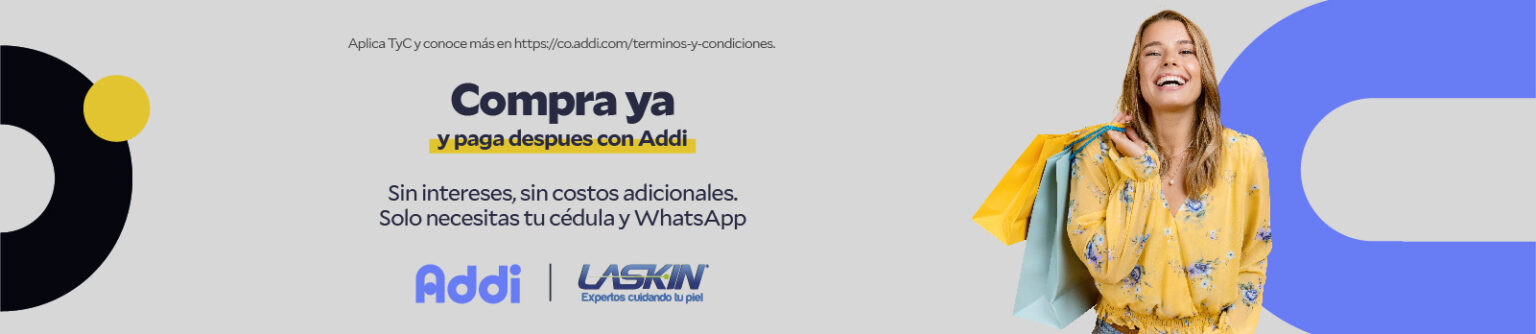 Aplica TyC y conoce más en https://co.addi.com/terminos-y-condiciones.
Compra ya
y paga despues con Addi
Sin intereses, sin costos adicionales.
Solo necesitas tu cédula y WhatsApp
Addi
LASKIN
Expertos cuidando tu piel